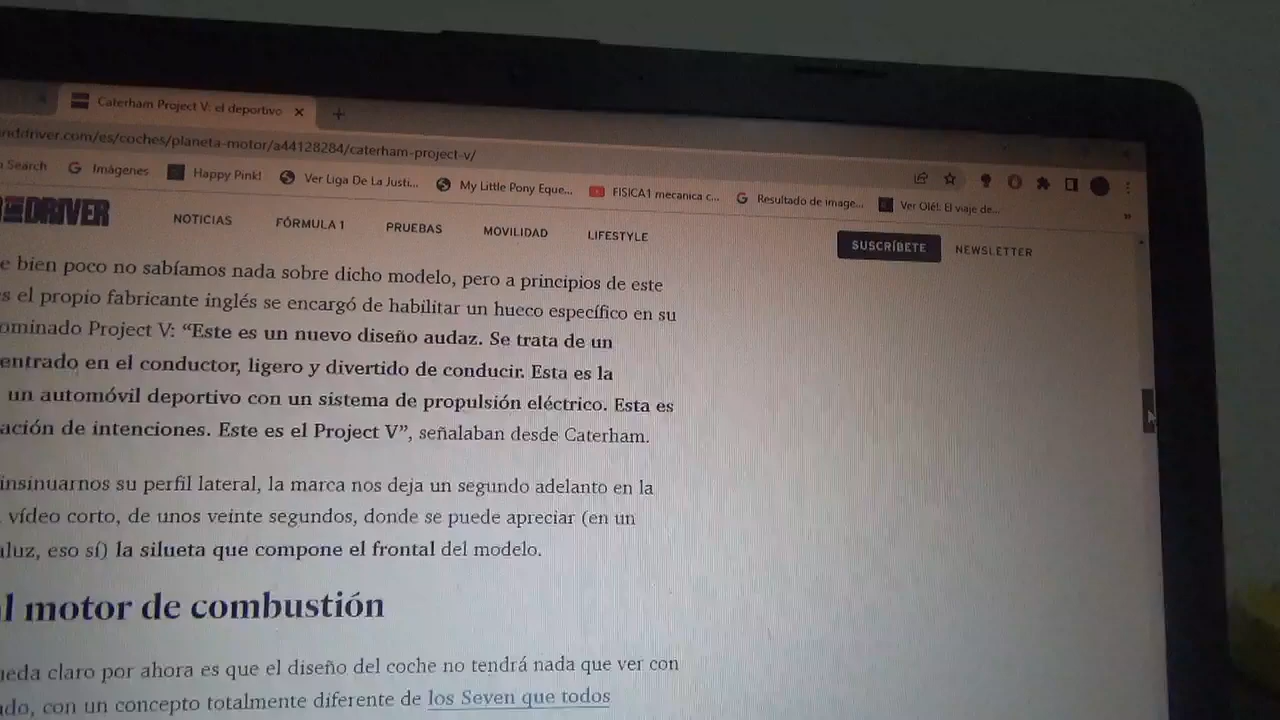 Caterham Project V: el deportivo
nddriver.com/es/coches/planeta-motor/a44128284/caterham-project-v/
Search Imágenes Happy Pink! Ver Liga De La Justi... My Little Pony Eque... FISICA1 mecanica c... Resultado de image... Ver Olé!: El viaje de...
DRIVER NOTICIAS FÓRMULA 1 PRUEBAS MOVILIDAD LIFESTYLE SUSCRÍBETE NEWSLETTER
e bien poco no sabíamos nada sobre dicho modelo, pero a principios de este
s el propio fabricante inglés se encargó de habilitar un hueco específico en su
ominado Project V: “Este es un nuevo diseño audaz. Se trata de un
entrado en el conductor, ligero y divertido de conducir. Esta es la
un automóvil deportivo con un sistema de propulsión eléctrico. Esta es
ación de intenciones. Este es el Project V”, señalaban desde Caterham.
insinuarnos su perfil lateral, la marca nos deja un segundo adelanto en la
vídeo corto, de unos veinte segundos, donde se puede apreciar (en un
aluz, eso sí) la silueta que compone el frontal del modelo.
l motor de combustión
ueda claro por ahora es que el diseño del coche no tendrá nada que ver con
ado, con un concepto totalmente diferente de los Seven que todos